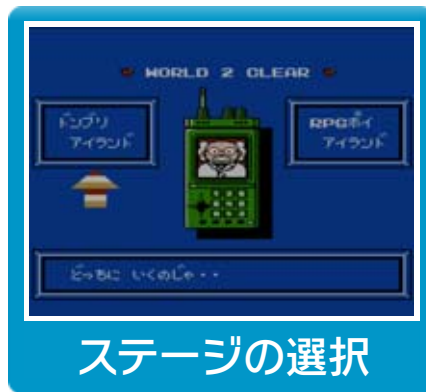 WORLD 2 CLEAR
ドンブリ
アイランド
RPGボーイ
アイランド
どっちに いくのじゃ・・
ステージの選択